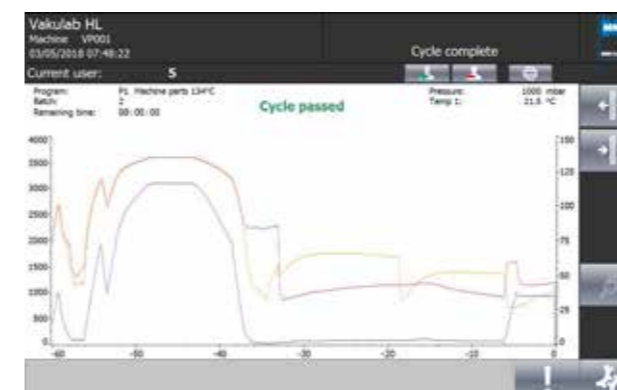 Vakulab HL
Machine VP001
03/05/2016 07:48:22
Cycle complete
Current user: S
Program: P1 Machine parts 134°C
Batch: 2
Remaining time: 00:00:00
Cycle passed
Pressure: 1000 mbar
Temp 1: 21.5 °C
4000
3500
3000
2500
2000
1500
1000
500
0
150
125
100
75
50
25
0
-60 -50 -40 -30 -20 -10 0